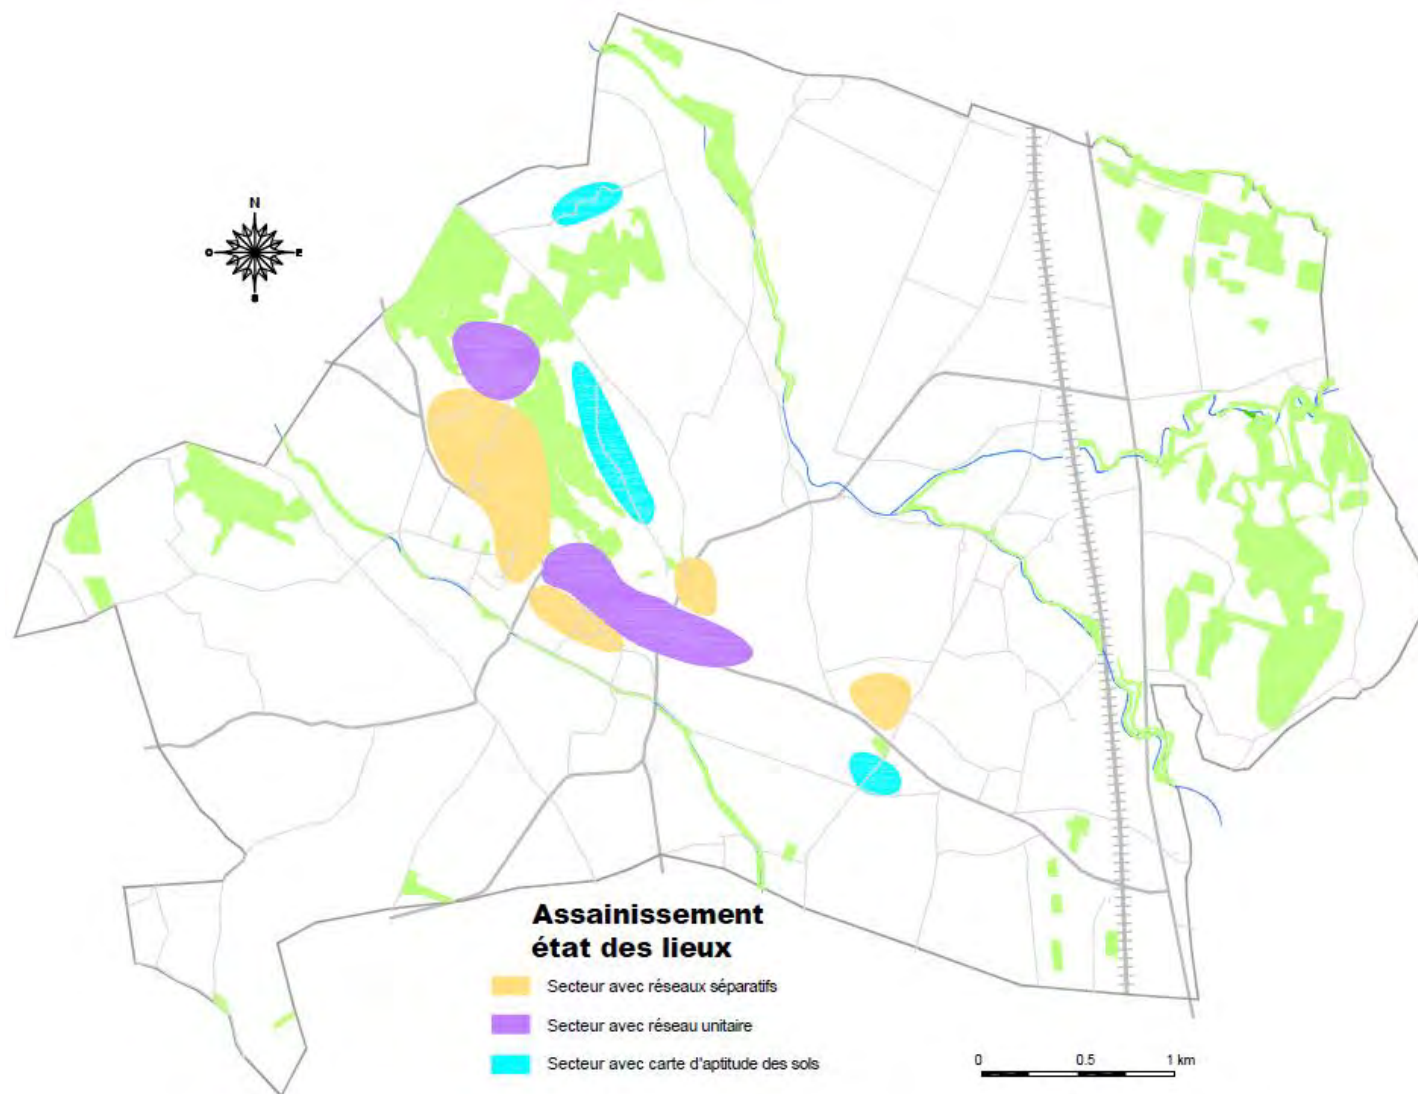 N
O
E
S
Assainissement
état des lieux
Secteur avec réseaux séparatifs
Secteur avec réseau unitaire
Secteur avec carte d'aptitude des sols
0 0.5 1 km